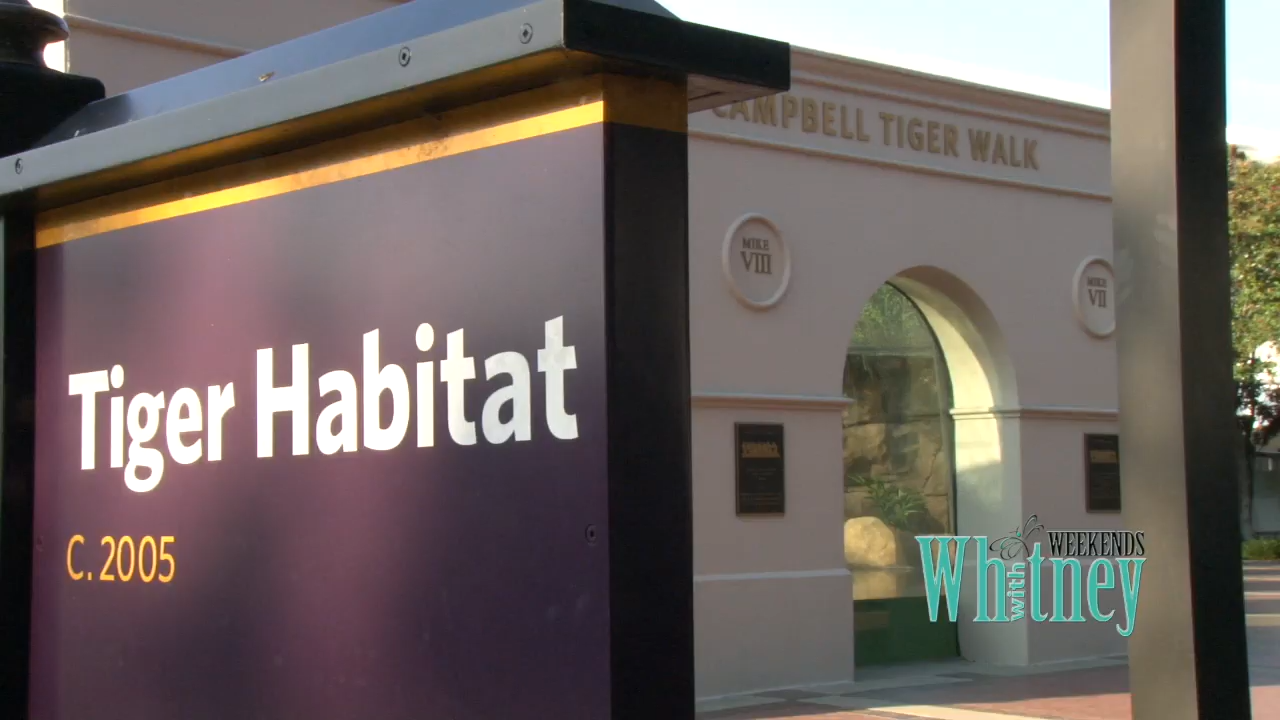 Tiger Habitat
C. 2005
CAMPBELL TIGER WALK
MIKE
VIII
MIKE
VII
WEEKENDS
with
Whitney